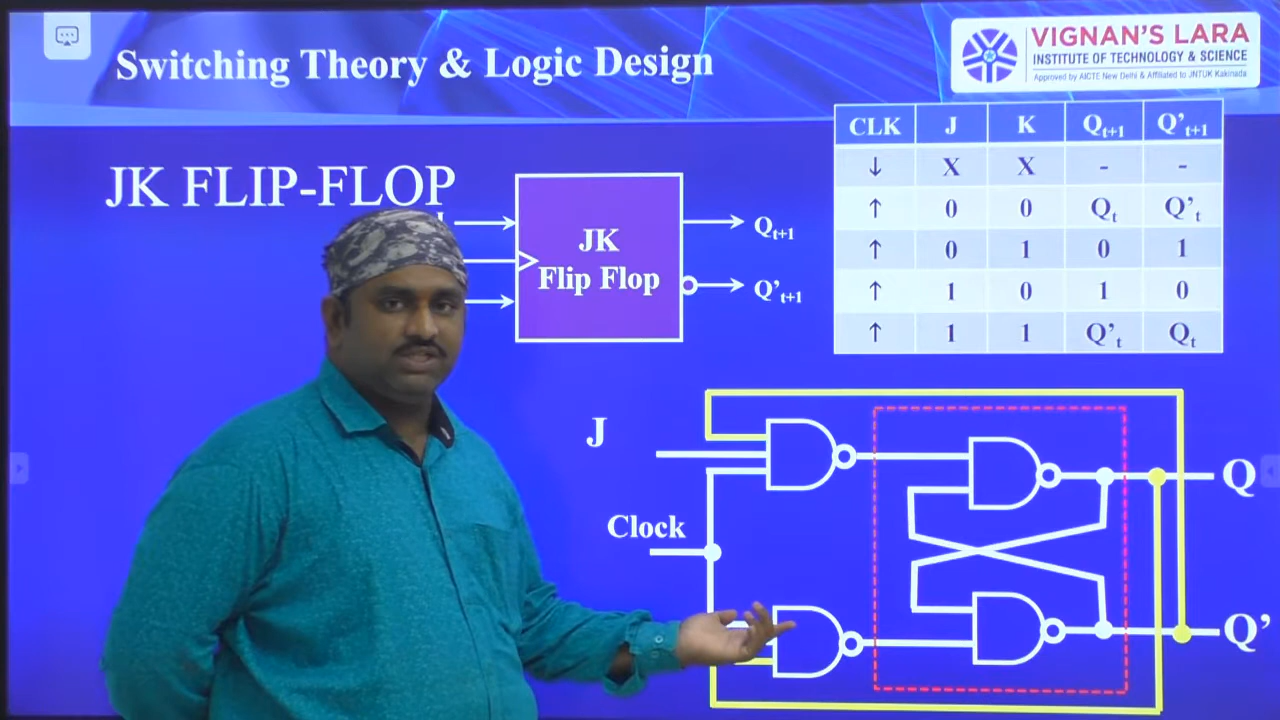 Switching Theory & Logic Design
VIGNAN'S LARA
INSTITUTE OF TECHNOLOGY & SCIENCE
Approved by AICTE New Delhi & Affiliated to JNTUK Kakinada
JK FLIP-FLOP
JK
Flip Flop
Qt+1
Q't+1
CLK J K Qt+1 Q't+1
↓ X X - -
↑ 0 0 Qt Q't
↑ 0 1 0 1
↑ 1 0 1 0
↑ 1 1 Q't Qt
J
Clock
Q
Q'